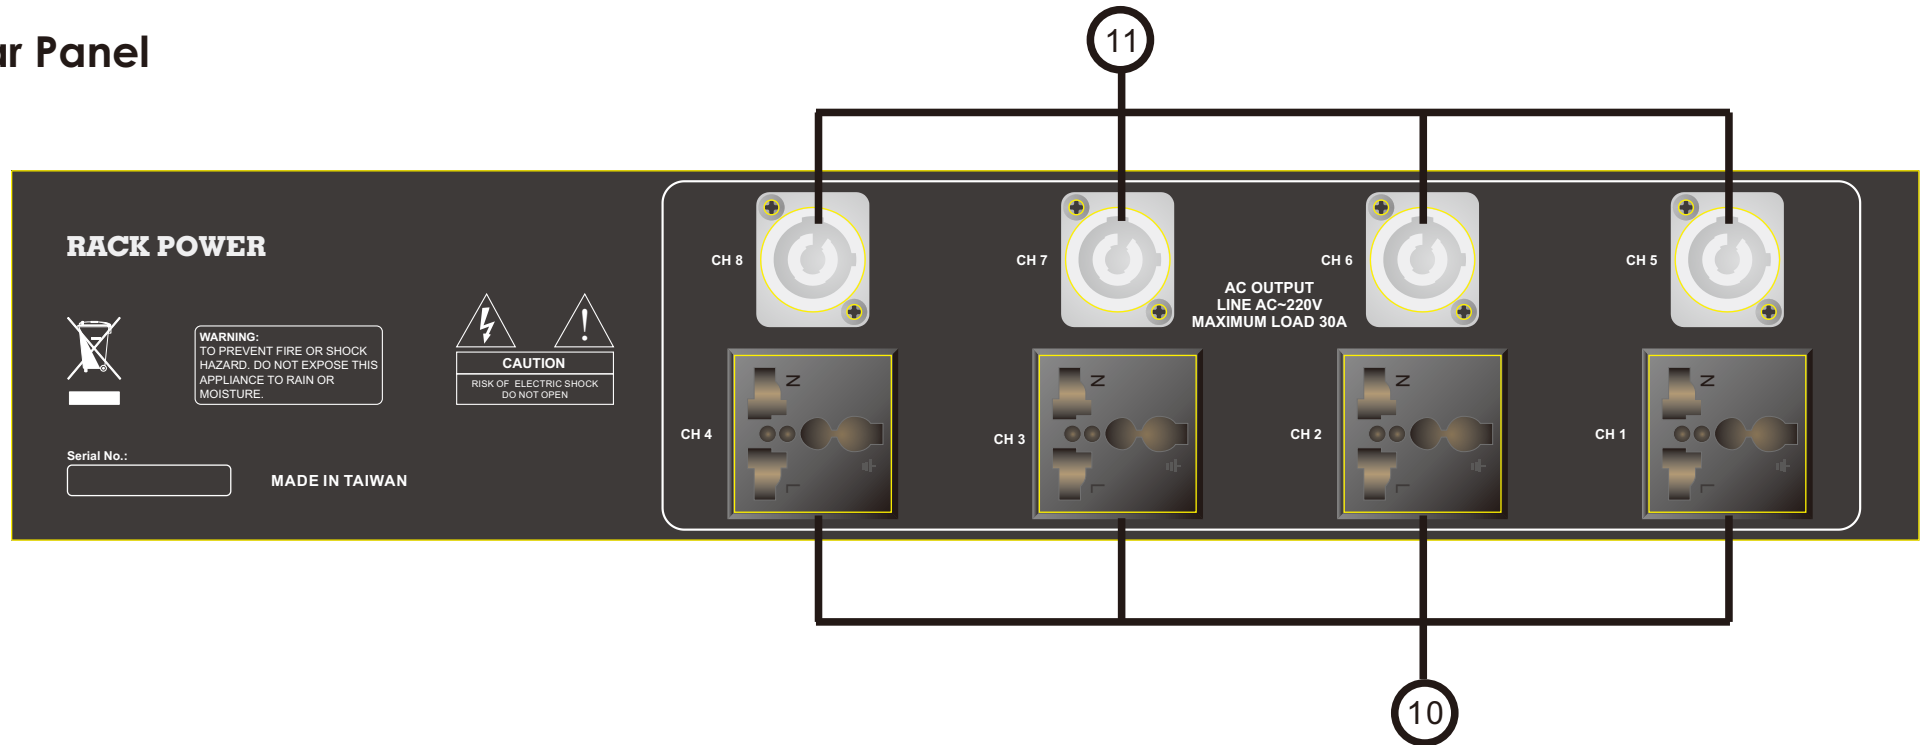 ar Panel
11
RACK POWER
CH 8
CH 7
CH 6
CH 5
AC OUTPUT
LINE AC~220V
MAXIMUM LOAD 30A
WARNING:
TO PREVENT FIRE OR SHOCK
HAZARD. DO NOT EXPOSE THIS
APPLIANCE TO RAIN OR
MOISTURE.
CAUTION
RISK OF ELECTRIC SHOCK
DO NOT OPEN
CH 4
N
L
CH 3
N
L
CH 2
N
L
CH 1
N
L
Serial No.:
MADE IN TAIWAN
10